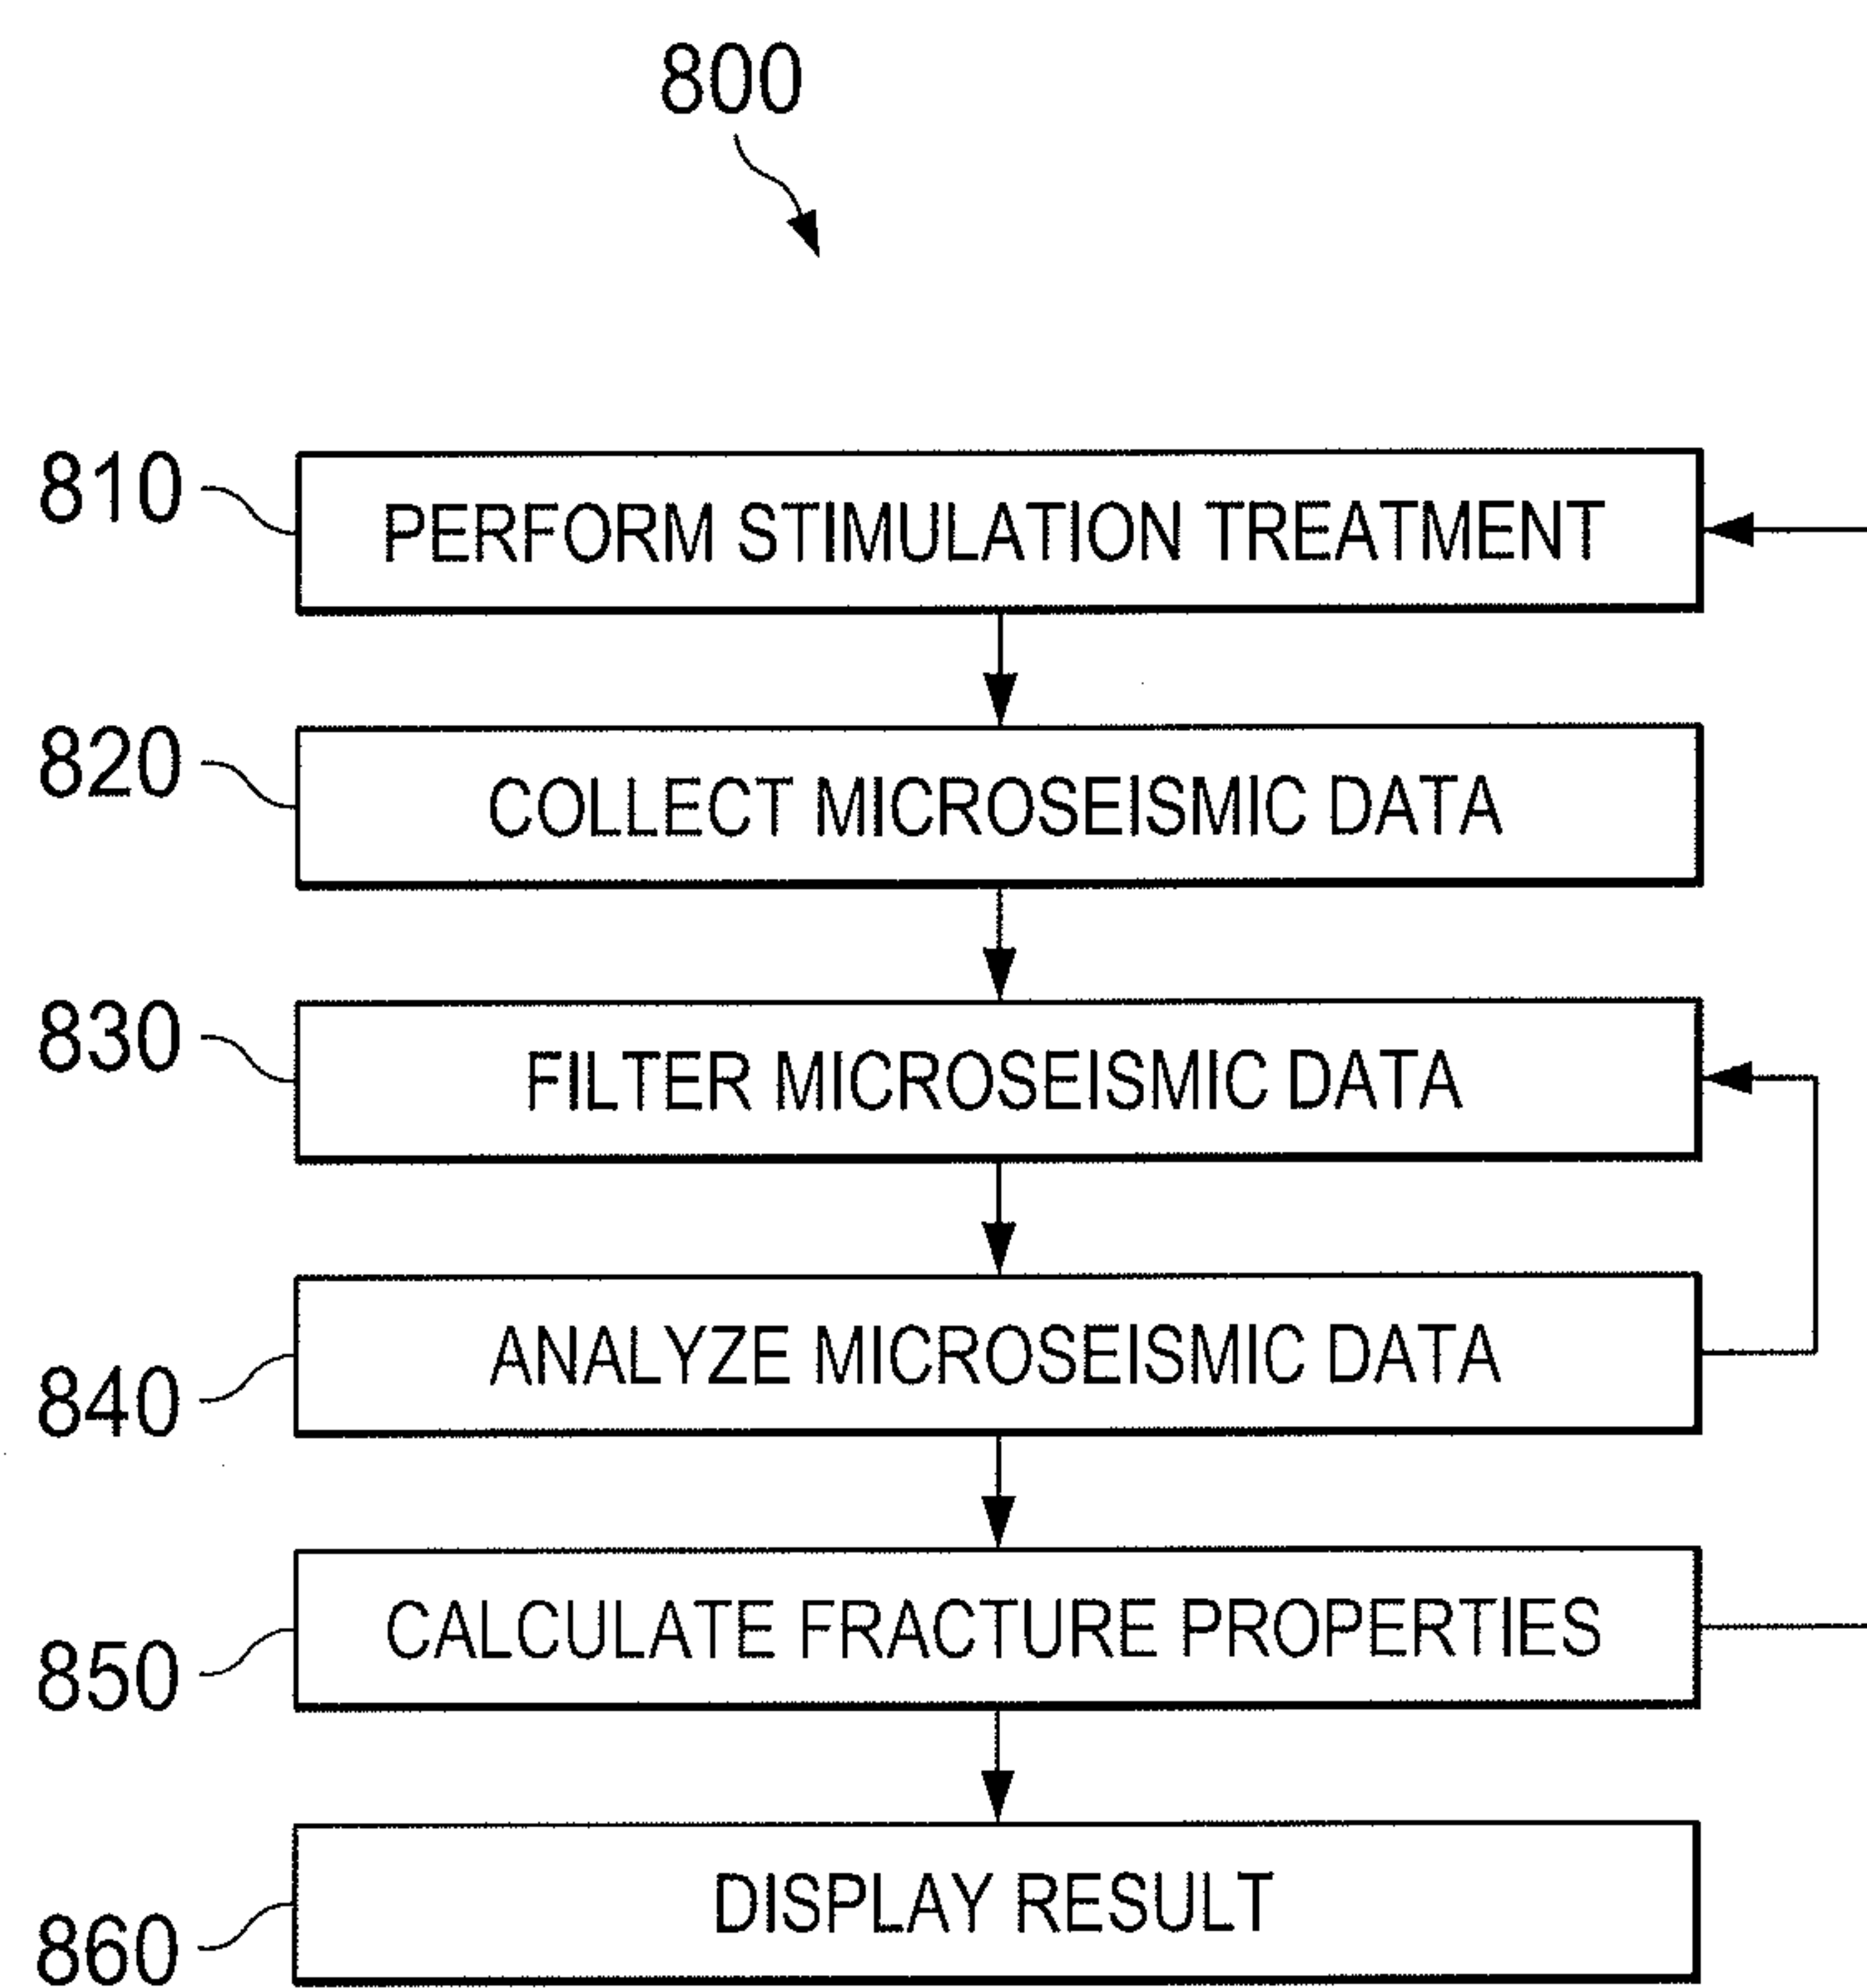 800
810
PERFORM STIMULATION TREATMENT
820
COLLECT MICROSEISMIC DATA
830
FILTER MICROSEISMIC DATA
840
ANALYZE MICROSEISMIC DATA
850
CALCULATE FRACTURE PROPERTIES
860
DISPLAY RESULT